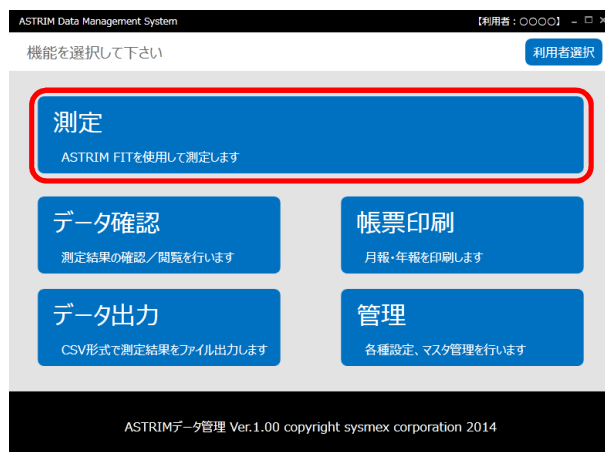 ASTRIM Data Management System 【利用者：〇〇〇〇】
機能を選択して下さい 利用者選択
測定
ASTRIM FITを使用して測定します
データ確認
測定結果の確認／閲覧を行います
帳票印刷
月報・年報を印刷します
データ出力
CSV形式で測定結果をファイル出力します
管理
各種設定、マスタ管理を行います
ASTRIMデータ管理 Ver.1.00 copyright sysmex corporation 2014